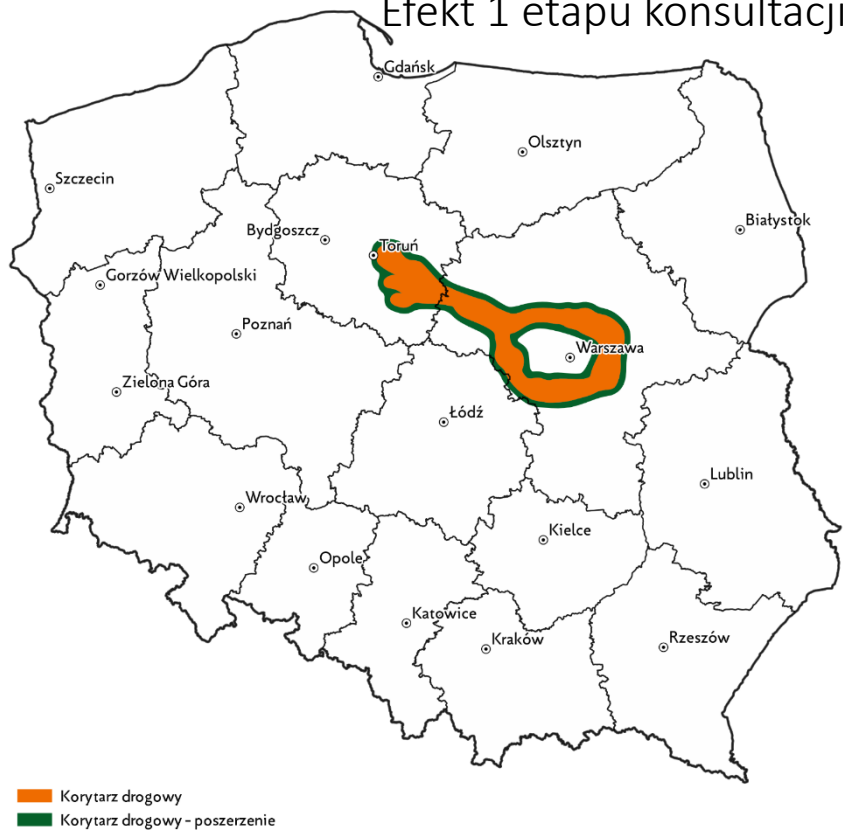 Efekt 1 etapu konsultacji
Gdańsk
Olsztyn
Szczecin
Białystok
Bydgoszcz
Toruń
Gorzów Wielkopolski
Poznań
Warszawa
Zielona Góra
Łódź
Lublin
Wrocław
Kielce
Opole
Katowice
Kraków
Rzeszów
Korytarz drogowy
Korytarz drogowy - poszerzenie